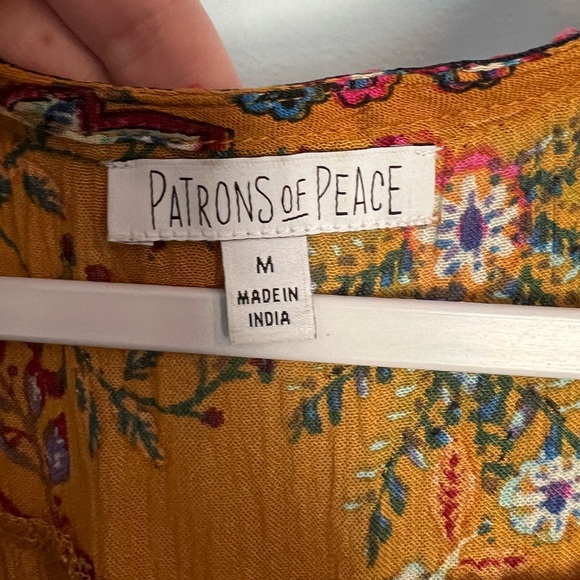 PATRONS OF PEACE
M
MADE IN
INDIA